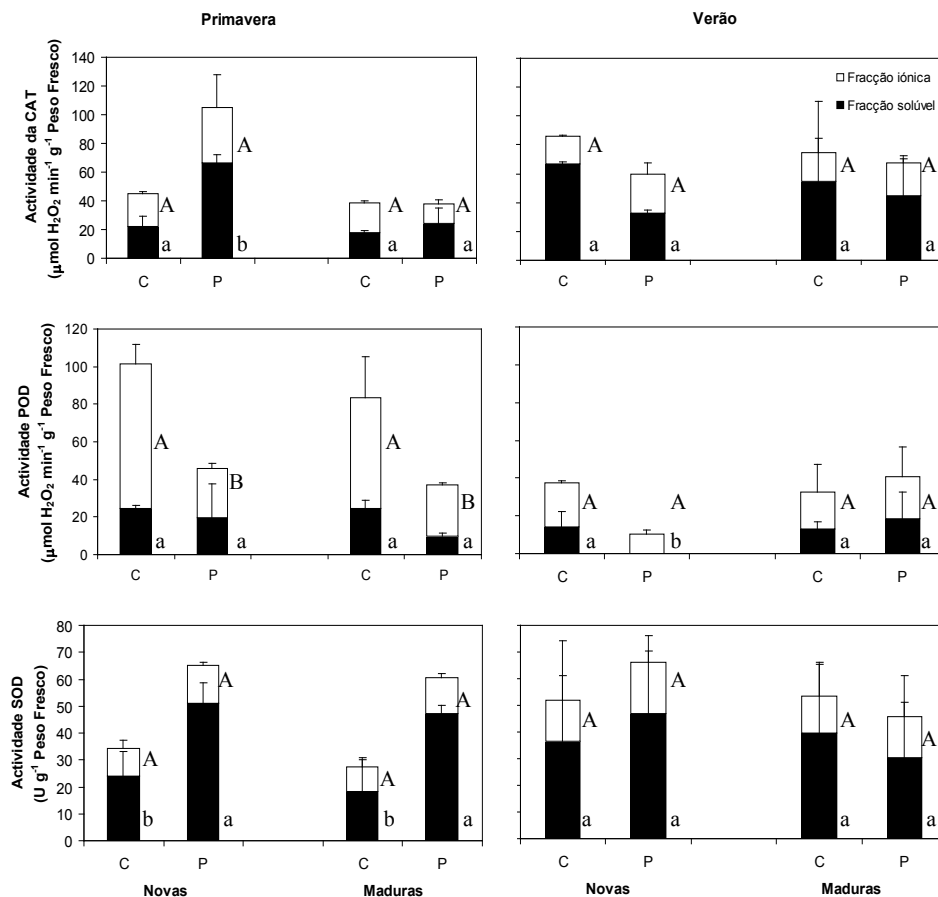 Primavera
Verão
Actividade da CAT
(µmol H₂O₂ min⁻¹ g⁻¹ Peso Fresco)
140
120
100
80
60
40
20
0
A
a
A
b
A
a
A
a
C
P
C
P
Fracção iónica
Fracção solúvel
A
a
A
a
A
a
A
a
C
P
C
P
Actividade POD
(µmol H₂O₂ min⁻¹ g⁻¹ Peso Fresco)
120
100
80
60
40
20
0
A
a
B
a
A
a
B
a
C
P
C
P
A
a
A
b
A
a
A
a
C
P
C
P
Actividade SOD
(U g⁻¹ Peso Fresco)
80
70
60
50
40
30
20
10
0
A
b
A
a
A
b
A
a
C
P
C
P
Novas
Maduras
A
a
A
a
A
a
A
a
C
P
C
P
Novas
Maduras